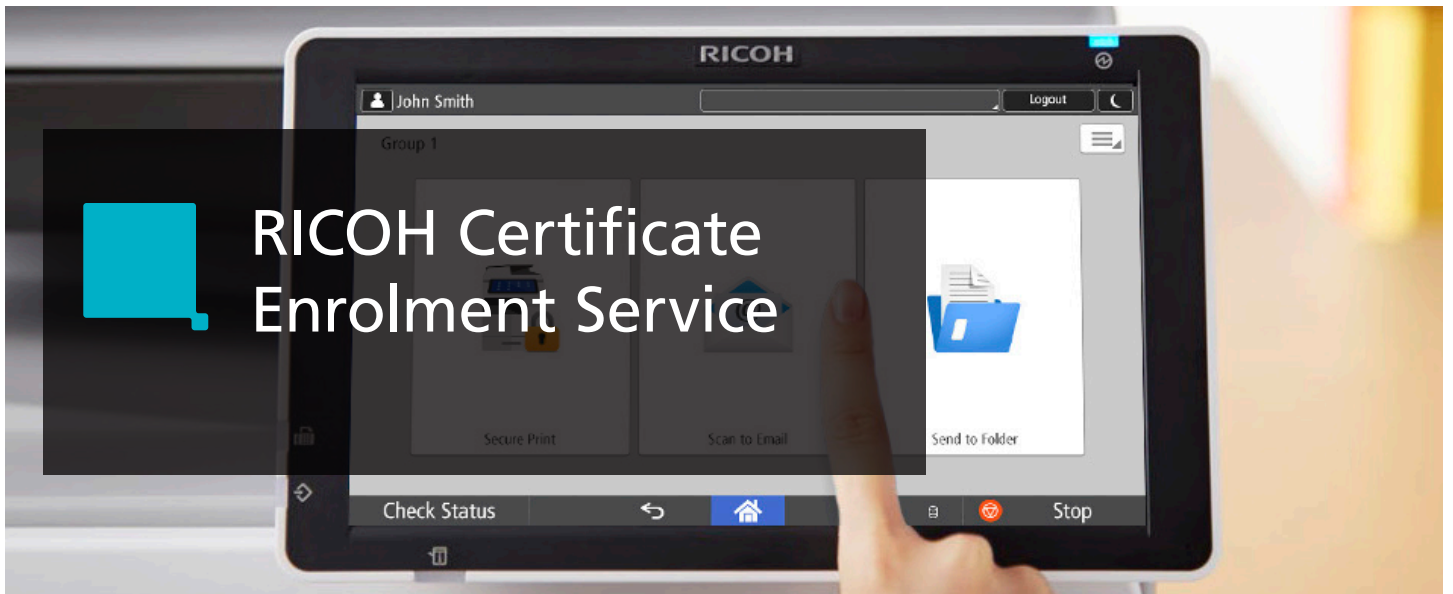 RICOH
John Smith
Logout
Group 1
RICOH Certificate
Enrolment Service
Secure Print
Scan to Email
Send to Folder
Check Status
Stop